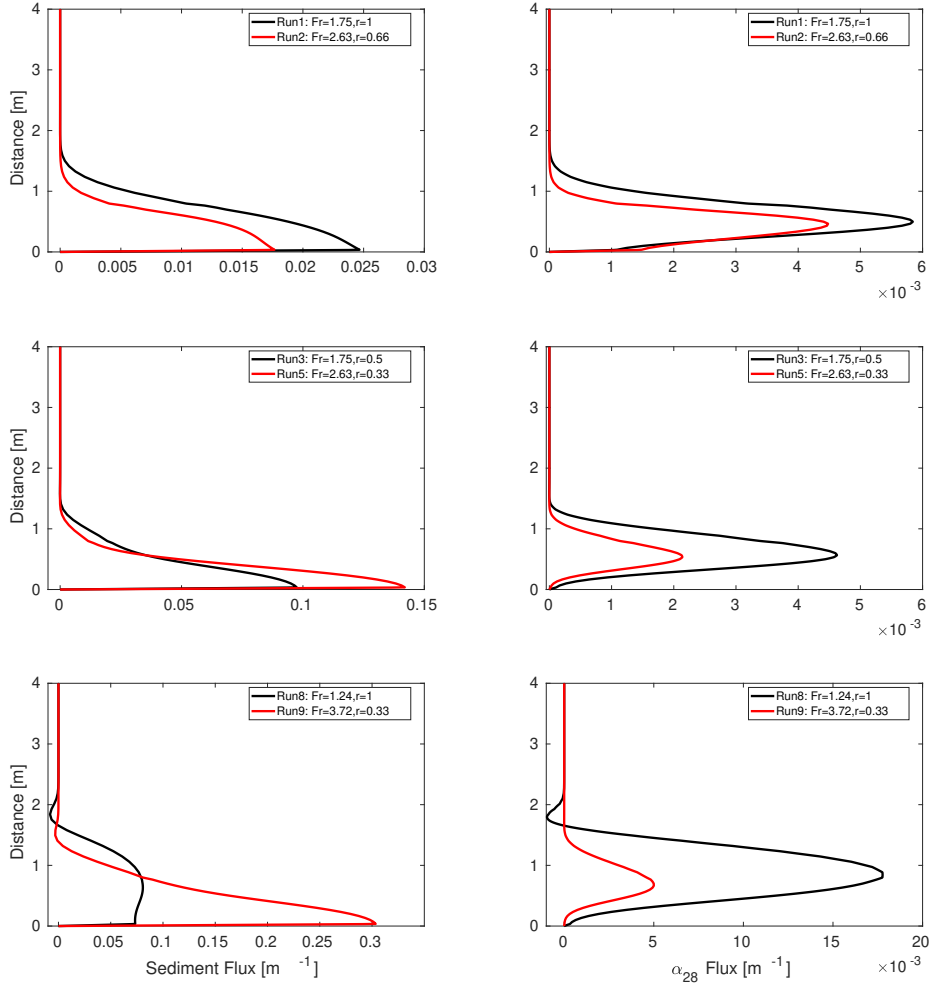 Run1: Fr=1.75,r=1
Run2: Fr=2.63,r=0.66
Distance [m]
4
3
2
1
0
0 0.005 0.01 0.015 0.02 0.025 0.03
Run1: Fr=1.75,r=1
Run2: Fr=2.63,r=0.66
4
3
2
1
0
0 1 2 3 4 5 6
×10 -3
Run3: Fr=1.75,r=0.5
Run5: Fr=2.63,r=0.33
Distance [m]
4
3
2
1
0
0 0.05 0.1 0.15
Run3: Fr=1.75,r=0.5
Run5: Fr=2.63,r=0.33
4
3
2
1
0
0 1 2 3 4 5 6
×10 -3
Run8: Fr=1.24,r=1
Run9: Fr=3.72,r=0.33
Distance [m]
4
3
2
1
0
0 0.05 0.1 0.15 0.2 0.25 0.3
Sediment Flux [m -1]
Run8: Fr=1.24,r=1
Run9: Fr=3.72,r=0.33
4
3
2
1
0
0 5 10 15 20
α28 Flux [m -1]
×10 -3